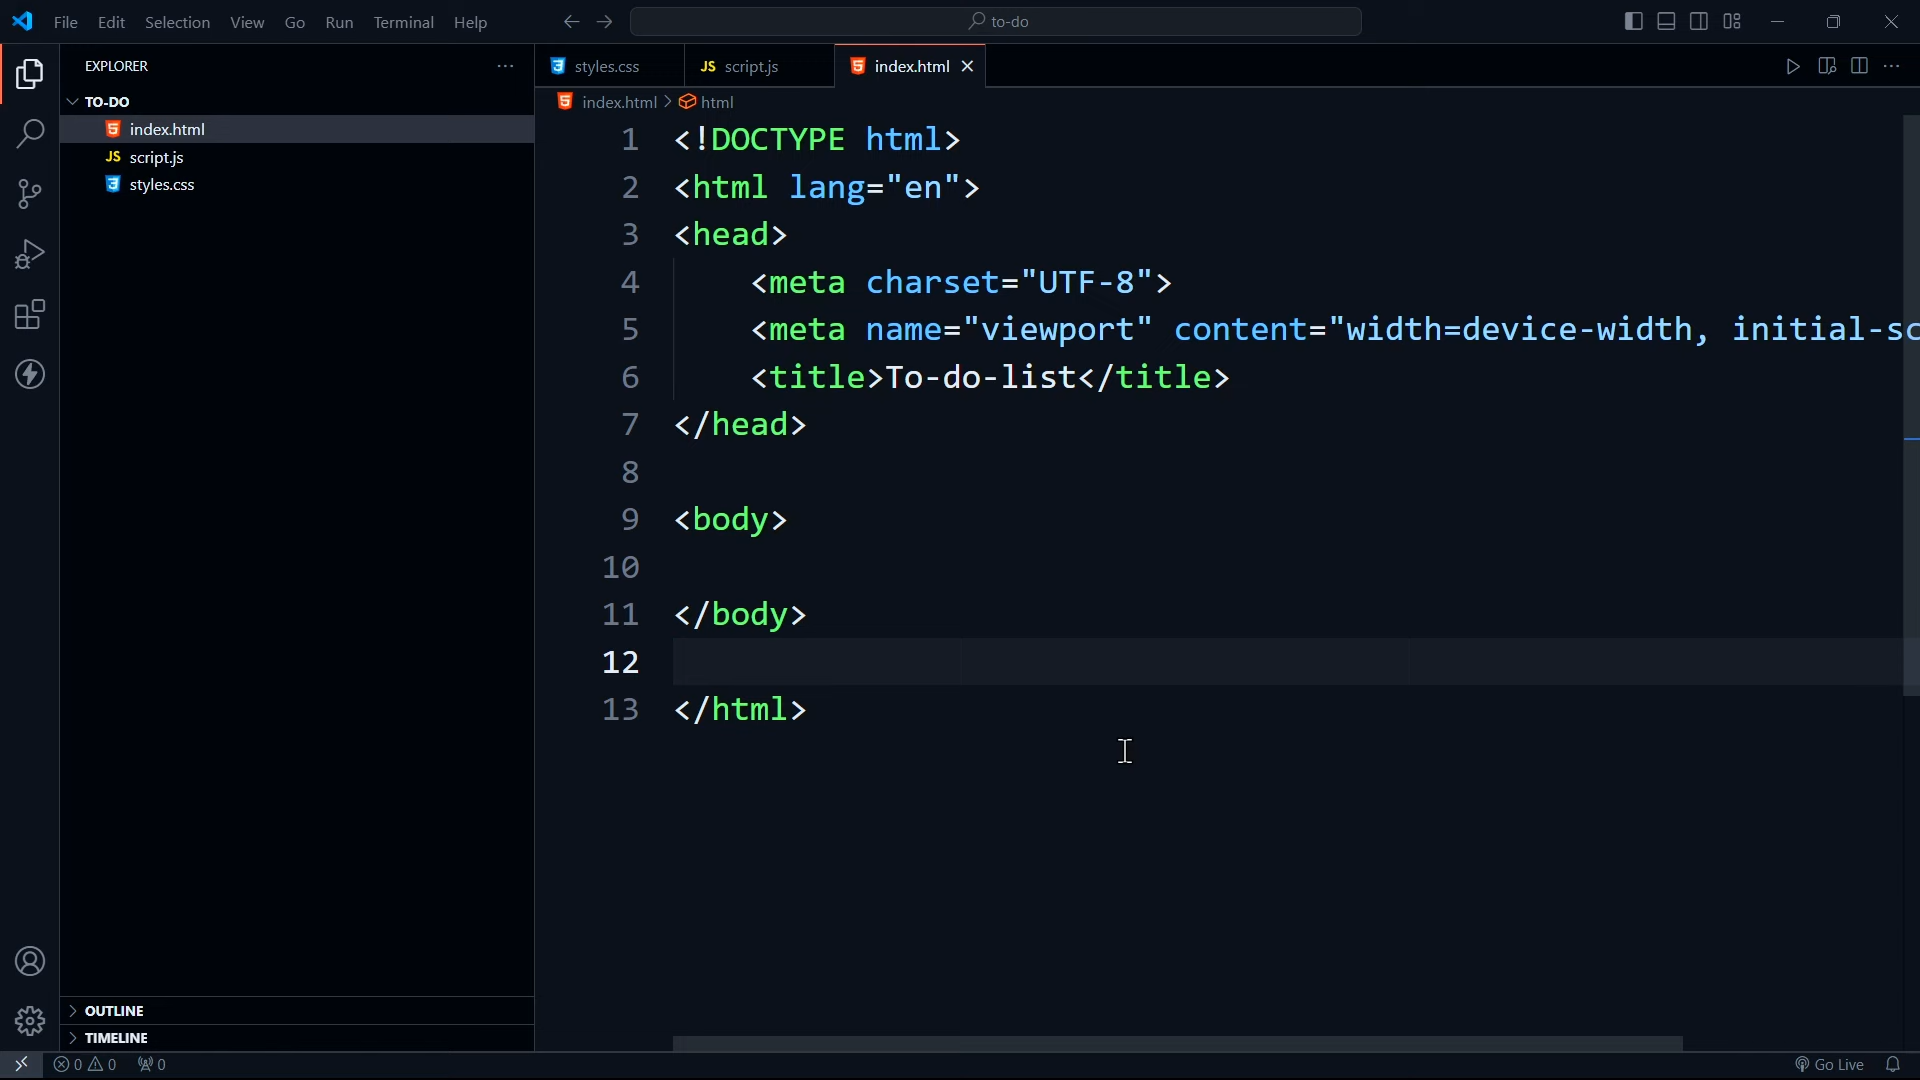 File Edit Selection View Go Run Terminal Help
to-do
EXPLORER
TO-DO
index.html
JS script.js
styles.css
OUTLINE
TIMELINE
styles.css
JS script.js
index.html
index.html > html
1 <!DOCTYPE html>
2 <html lang="en">
3 <head>
4 <meta charset="UTF-8">
5 <meta name="viewport" content="width=device-width, initial-sc
6 <title>To-do-list</title>
7 </head>
8
9 <body>
10
11 </body>
12
13 </html>
0 0 0
Go Live